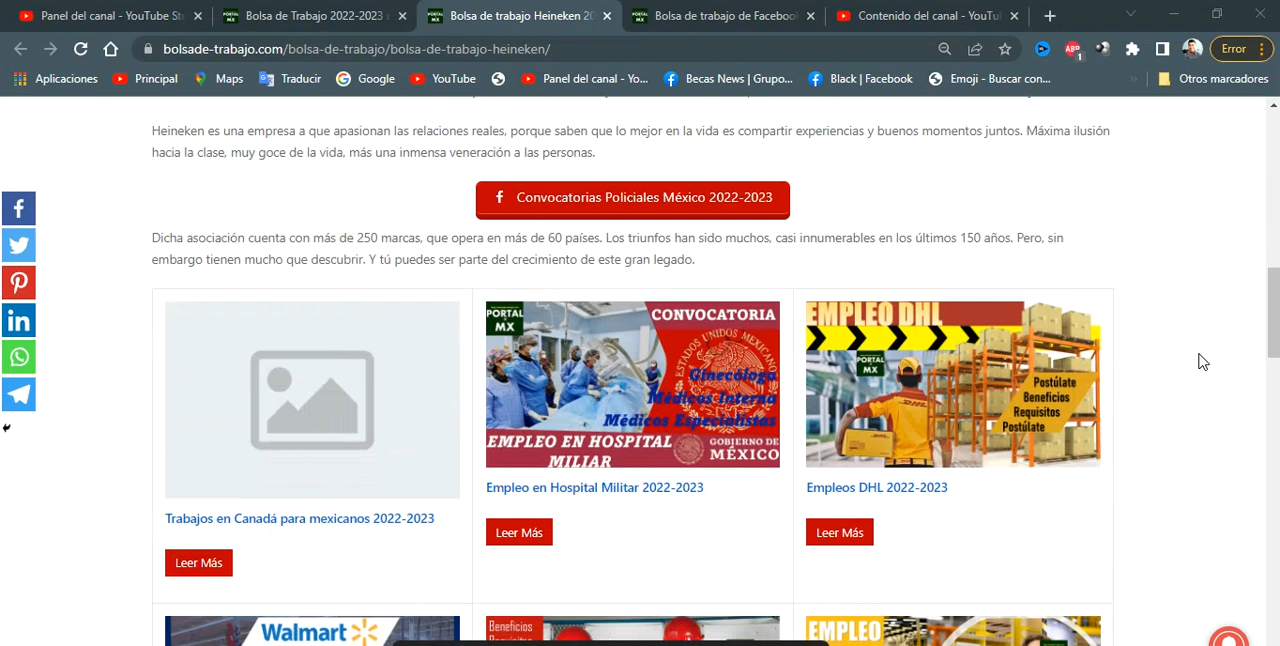 Panel del canal - YouTube St
Bolsa de Trabajo 2022-2023
Bolsa de trabajo Heineken 20
Bolsa de trabajo de Facebook
Contenido del canal - YouTu
bolsade-trabajo.com/bolsa-de-trabajo/bolsa-de-trabajo-heineken/
ABP
1
Error
Aplicaciones
Principal
Maps
Traducir
Google
YouTube
Panel del canal - Yo...
Becas News | Grupo...
Black | Facebook
Emoji - Buscar con...
Otros marcadores
Heineken es una empresa a que apasionan las relaciones reales, porque saben que lo mejor en la vida es compartir experiencias y buenos momentos juntos. Máxima ilusión
hacia la clase, muy goce de la vida, más una inmensa veneración a las personas.
Convocatorias Policiales México 2022-2023
Dicha asociación cuenta con más de 250 marcas, que opera en más de 60 países. Los triunfos han sido muchos, casi innumerables en los últimos 150 años. Pero, sin
embargo tienen mucho que descubrir. Y tú puedes ser parte del crecimiento de este gran legado.
PORTAL
MX
CONVOCATORIA
ESTADOS UNIDOS MEXICANOS
Ginecóloga
Médicos Interna
Médicos Especialistas
EMPLEO EN HOSPITAL
MILIAR
GOBIERNO DE
MÉXICO
EMPLEO DHL
PORTAL
MX
DHL
Postúlate
Beneficios
Requisitos
Postúlate
Trabajos en Canadá para mexicanos 2022-2023
Leer Más
Empleo en Hospital Militar 2022-2023
Leer Más
Empleos DHL 2022-2023
Leer Más
Walmart
Beneficios
EMPLEO